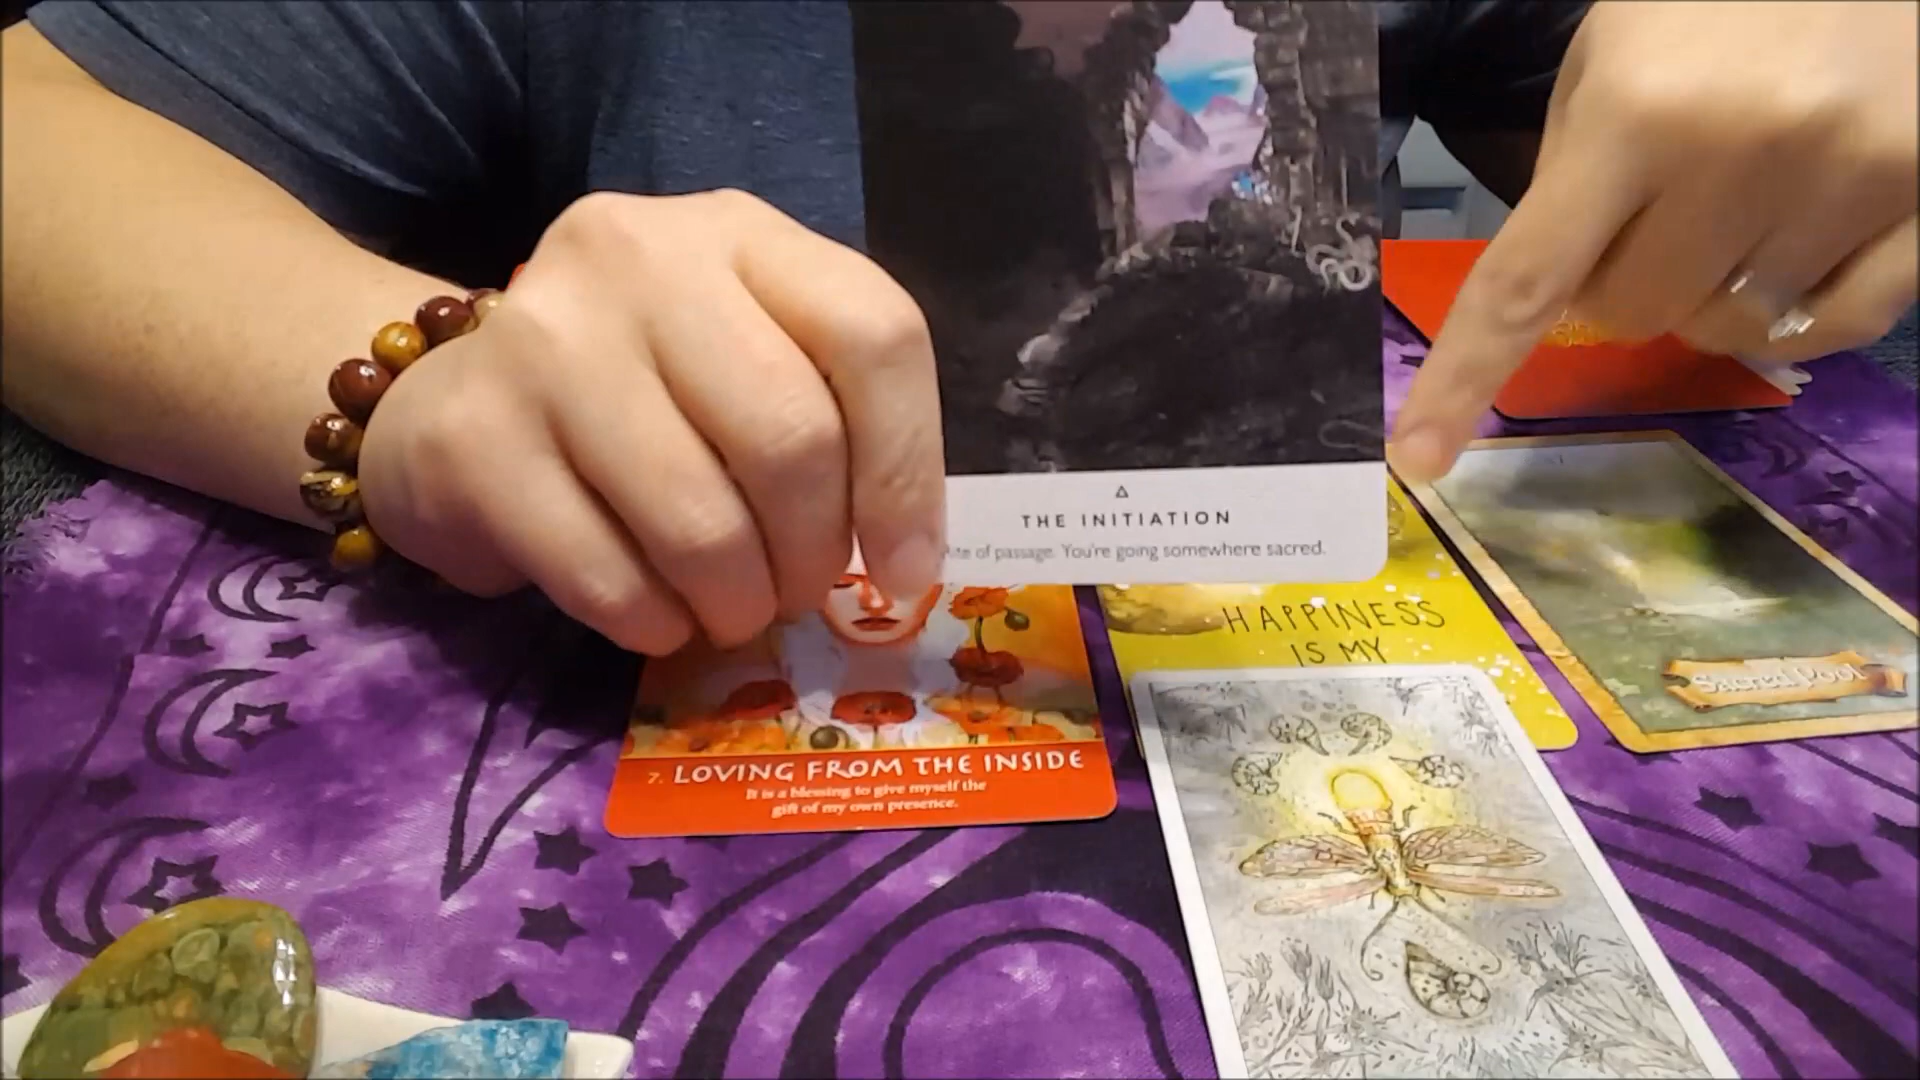 THE INITIATION
of passage. You're going somewhere sacred.
HAPPINESS
IS MY
Sacred Pool
7. LOVING FROM THE INSIDE
It is a blessing to give myself the
gift of my own presence.